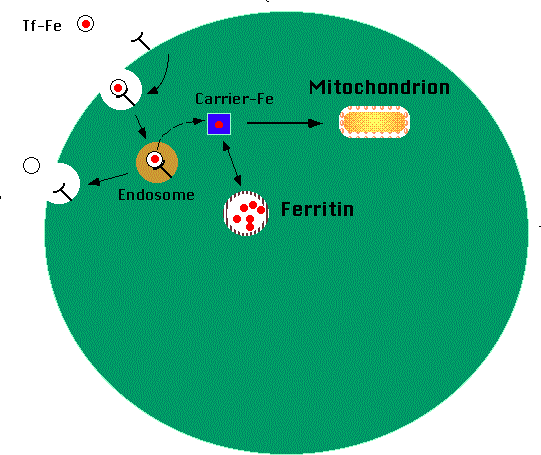 Tf-Fe
Mitochondrion
Carrier-Fe
Endosome
Ferritin